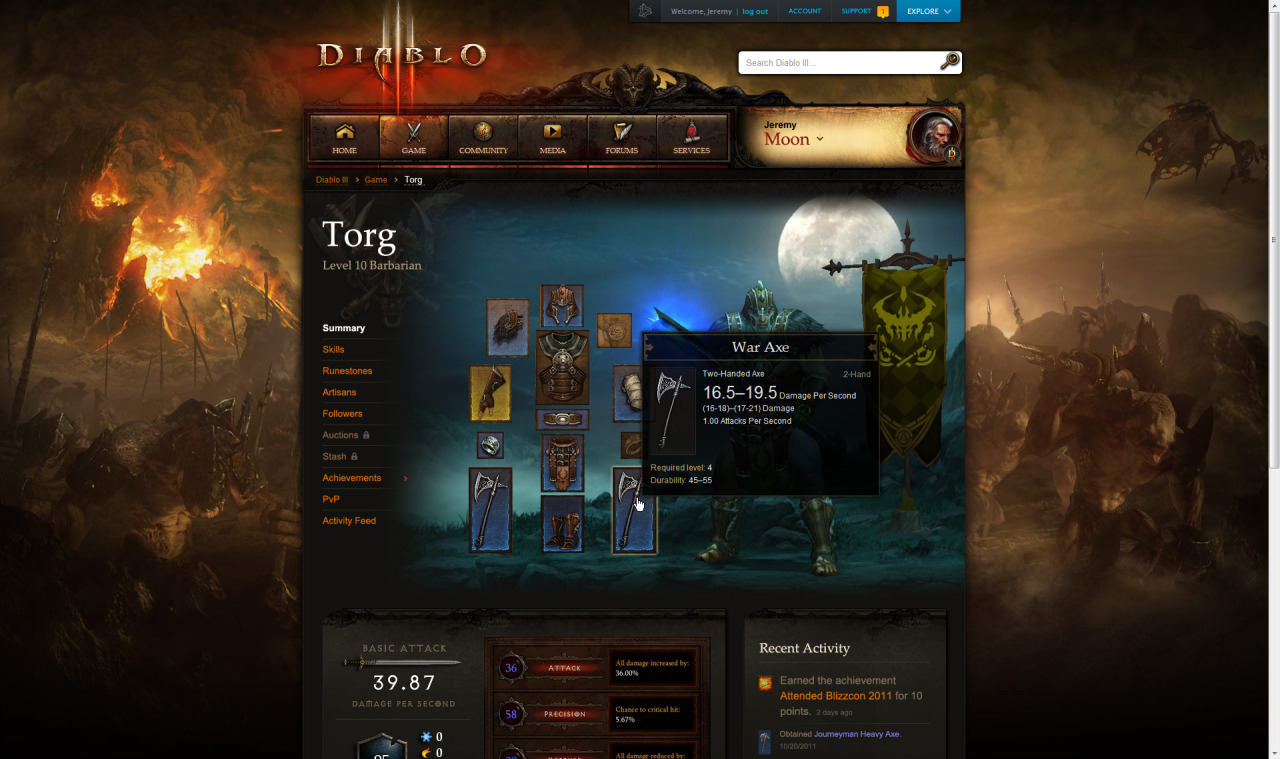 Welcome, Jeremy | log out
ACCOUNT
SUPPORT
1
EXPLORE
DIABLO
Search Diablo III...
HOME
GAME
COMMUNITY
MEDIA
FORUMS
SERVICES
Jeremy
Moon
Diablo III > Game > Torg
Torg
Level 10 Barbarian
Summary
Skills
Runestones
Artisans
Followers
Auctions
Stash
Achievements
PvP
Activity Feed
War Axe
Two-Handed Axe
2-Hand
16.5–19.5 Damage Per Second
(16-18)–(17-21) Damage
1.00 Attacks Per Second
Required level: 4
Durability: 45–55
BASIC ATTACK
39.87
DAMAGE PER SECOND
0
0
36
ATTACK
All damage increased by:
36.00%
58
PRECISION
Chance to critical hit:
5.67%
All damage reduced by:
Recent Activity
Earned the achievement
Attended Blizzcon 2011 for 10
points. 2 days ago
Obtained Journeyman Heavy Axe.
10/20/2011